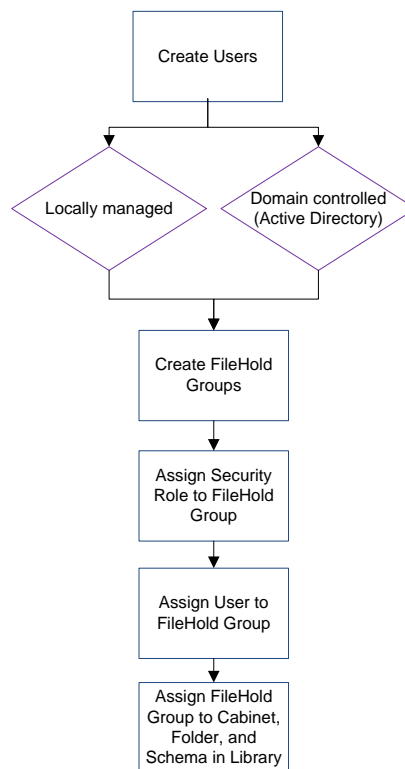 Create Users
Locally managed
Domain controlled
(Active Directory)
Create FileHold
Groups
Assign Security
Role to FileHold
Group
Assign User to
FileHold Group
Assign FileHold
Group to Cabinet,
Folder, and
Schema in Library